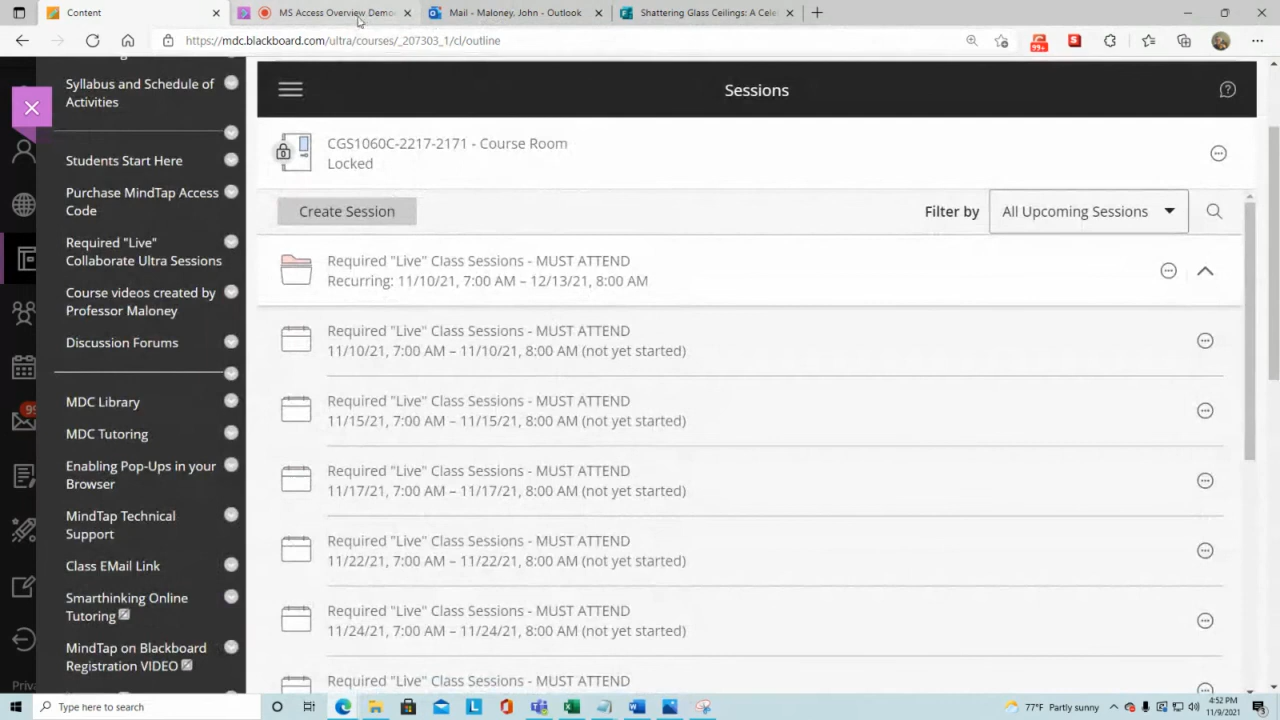 Content
MS Access Overview Demo
Mail - Maloney, John - Outlook
Shattering Glass Ceilings: A Cele
https://mdc.blackboard.com/ultra/courses/_207303_1/cl/outline
99+
S
Syllabus and Schedule of
Activities
Students Start Here
Purchase MindTap Access
Code
Required "Live"
Collaborate Ultra Sessions
Course videos created by
Professor Maloney
Discussion Forums
MDC Library
MDC Tutoring
Enabling Pop-Ups in your
Browser
MindTap Technical
Support
Class EMail Link
Smarthinking Online
Tutoring
MindTap on Blackboard
Registration VIDEO
Sessions
CGS1060C-2217-2171 - Course Room
Locked
Create Session
Filter by
All Upcoming Sessions
Required "Live" Class Sessions - MUST ATTEND
Recurring: 11/10/21, 7:00 AM – 12/13/21, 8:00 AM
Required "Live" Class Sessions - MUST ATTEND
11/10/21, 7:00 AM – 11/10/21, 8:00 AM (not yet started)
Required "Live" Class Sessions - MUST ATTEND
11/15/21, 7:00 AM – 11/15/21, 8:00 AM (not yet started)
Required "Live" Class Sessions - MUST ATTEND
11/17/21, 7:00 AM – 11/17/21, 8:00 AM (not yet started)
Required "Live" Class Sessions - MUST ATTEND
11/22/21, 7:00 AM – 11/22/21, 8:00 AM (not yet started)
Required "Live" Class Sessions - MUST ATTEND
11/24/21, 7:00 AM – 11/24/21, 8:00 AM (not yet started)
Required "Live" Class Sessions - MUST ATTEND
Priva
Type here to search
77°F Partly sunny
4:52 PM
11/9/2021